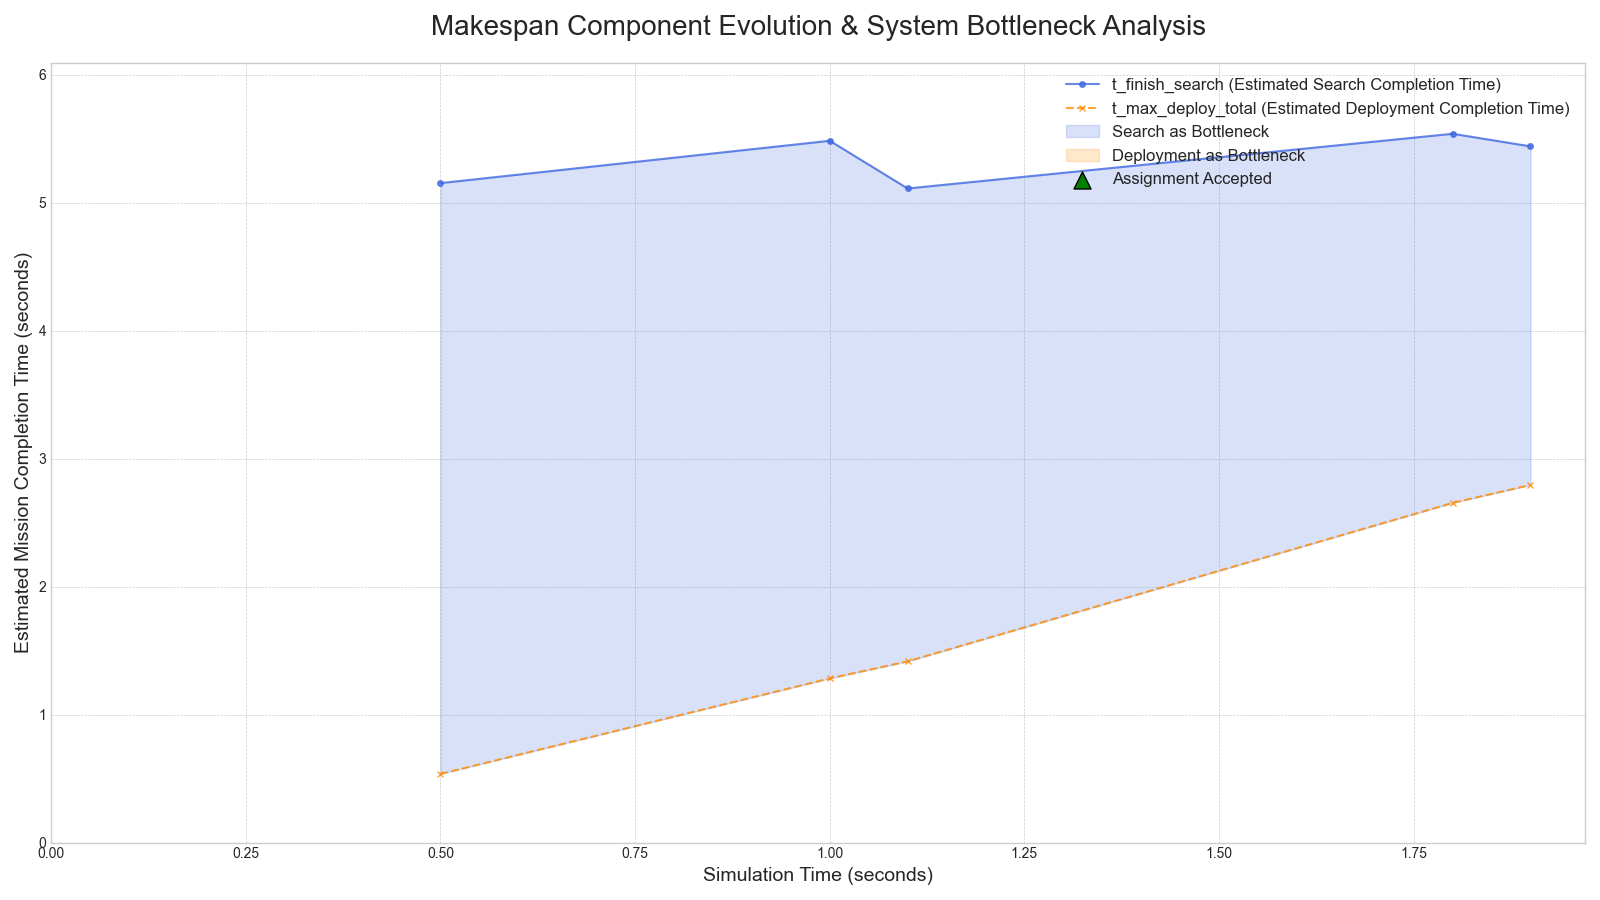 Makespan Component Evolution & System Bottleneck Analysis
t_finish_search (Estimated Search Completion Time)
t_max_deploy_total (Estimated Deployment Completion Time)
Search as Bottleneck
Deployment as Bottleneck
Assignment Accepted
Estimated Mission Completion Time (seconds)
6
5
4
3
2
1
0
0.00 0.25 0.50 0.75 1.00 1.25 1.50 1.75
Simulation Time (seconds)